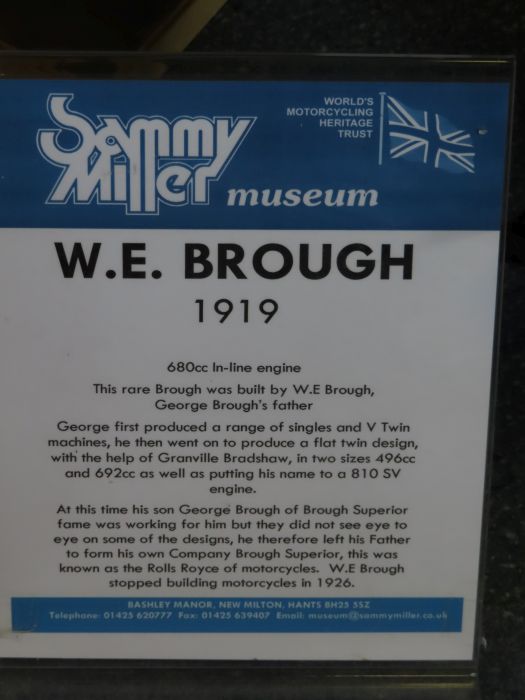 Sammy
Miller museum
WORLD'S
MOTORCYCLING
HERITAGE
TRUST
W.E. BROUGH
1919
680cc In-line engine
This rare Brough was built by W.E Brough,
George Brough's father
George first produced a range of singles and V Twin
machines, he then went on to produce a flat twin design,
with the help of Granville Bradshaw, in two sizes 496cc
and 692cc as well as putting his name to a 810 SV
engine.
At this time his son George Brough of Brough Superior
fame was working for him but they did not see eye to
eye on some of the designs, he therefore left his Father
to form his own Company Brough Superior, this was
known as the Rolls Royce of motorcycles. W.E Brough
stopped building motorcycles in 1926.
BASHLEY MANOR, NEW MILTON, HANTS BH25 5SZ
Telephone: 01425 620777 Fax: 01425 639407 Email: museum@sammymiller.co.uk